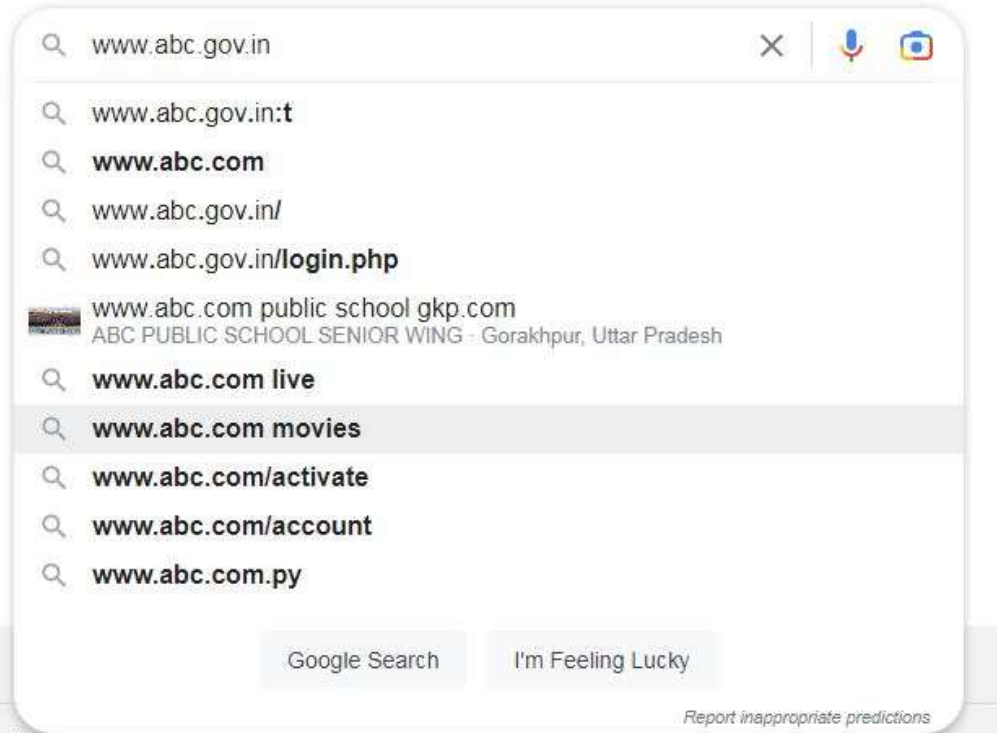 www.abc.gov.in
www.abc.gov.in:t
www.abc.com
www.abc.gov.in/
www.abc.gov.in/login.php
www.abc.com public school gkp.com
ABC PUBLIC SCHOOL SENIOR WING · Gorakhpur, Uttar Pradesh
www.abc.com live
www.abc.com movies
www.abc.com/activate
www.abc.com/account
www.abc.com.py
Google Search I'm Feeling Lucky
Report inappropriate predictions